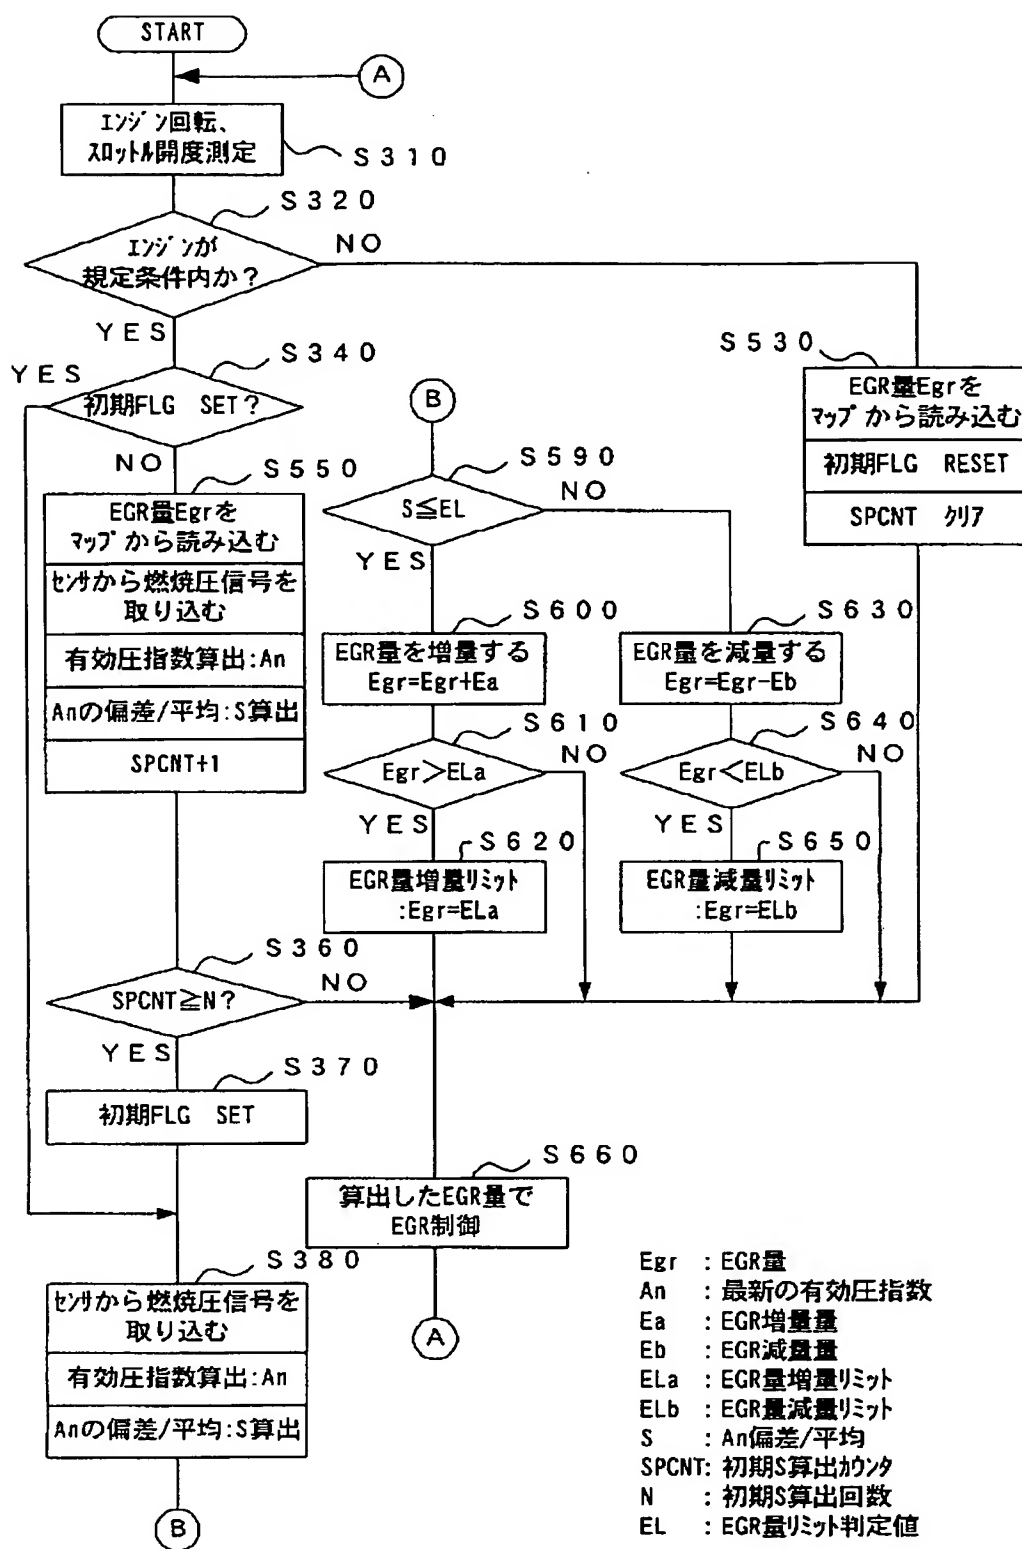 START
A
エンジン回転、
スロットル開度測定
S310
S320
エンジンが
規定条件内か?
NO
YES
S340
YES
初期FLG SET?
NO
S550
EGR量Egrを
マップから読み込む
センサから燃焼圧信号を
取り込む
有効圧指数算出:An
Anの偏差/平均:S算出
SPCNT+1
S360
SPCNT≧N?
NO
YES
S370
初期FLG SET
S380
センサから燃焼圧信号を
取り込む
有効圧指数算出:An
Anの偏差/平均:S算出
B
B
S590
S≦EL
NO
YES
S600
EGR量を増量する
Egr=Egr+Ea
S610
Egr>ELa
NO
YES
S620
EGR量増量リミット
:Egr=ELa
S630
EGR量を減量する
Egr=Egr-Eb
S640
Egr<ELb
NO
YES
S650
EGR量減量リミット
:Egr=ELb
S530
EGR量Egrを
マップから読み込む
初期FLG RESET
SPCNT クリア
S660
算出したEGR量で
EGR制御
A
Egr :EGR量
An :最新の有効圧指数
Ea :EGR増量量
Eb :EGR減量量
ELa :EGR量増量リミット
ELb :EGR量減量リミット
S :An偏差/平均
SPCNT:初期S算出カウンタ
N :初期S算出回数
EL :EGR量リミット判定値